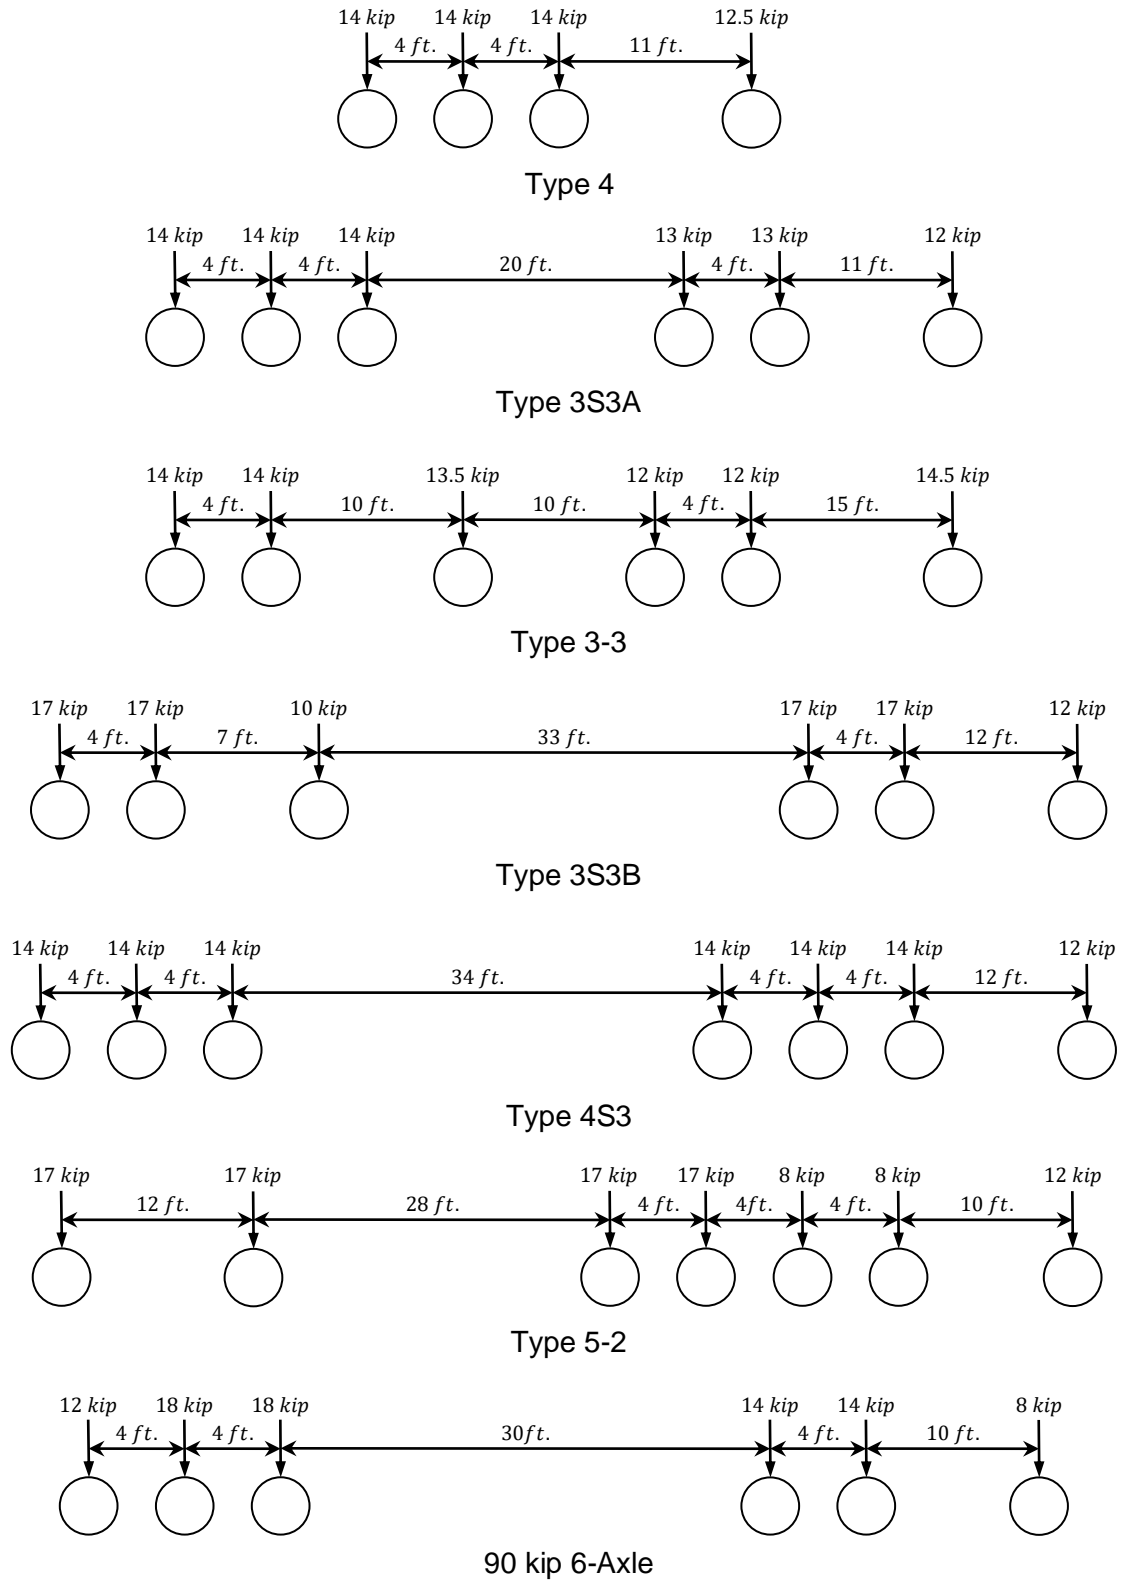 14 kip 14 kip 14 kip 12.5 kip
4 ft. 4 ft. 11 ft.
Type 4
14 kip 14 kip 14 kip 13 kip 13 kip 12 kip
4 ft. 4 ft. 20 ft. 4 ft. 11 ft.
Type 3S3A
14 kip 14 kip 13.5 kip 12 kip 12 kip 14.5 kip
4 ft. 10 ft. 10 ft. 4 ft. 15 ft.
Type 3-3
17 kip 17 kip 10 kip 17 kip 17 kip 12 kip
4 ft. 7 ft. 33 ft. 4 ft. 12 ft.
Type 3S3B
14 kip 14 kip 14 kip 14 kip 14 kip 14 kip 12 kip
4 ft. 4 ft. 34 ft. 4 ft. 4 ft. 12 ft.
Type 4S3
17 kip 17 kip 17 kip 17 kip 8 kip 8 kip 12 kip
12 ft. 28 ft. 4 ft. 4ft. 4 ft. 10 ft.
Type 5-2
12 kip 18 kip 18 kip 14 kip 14 kip 8 kip
4 ft. 4 ft. 30ft. 4 ft. 10 ft.
90 kip 6-Axle